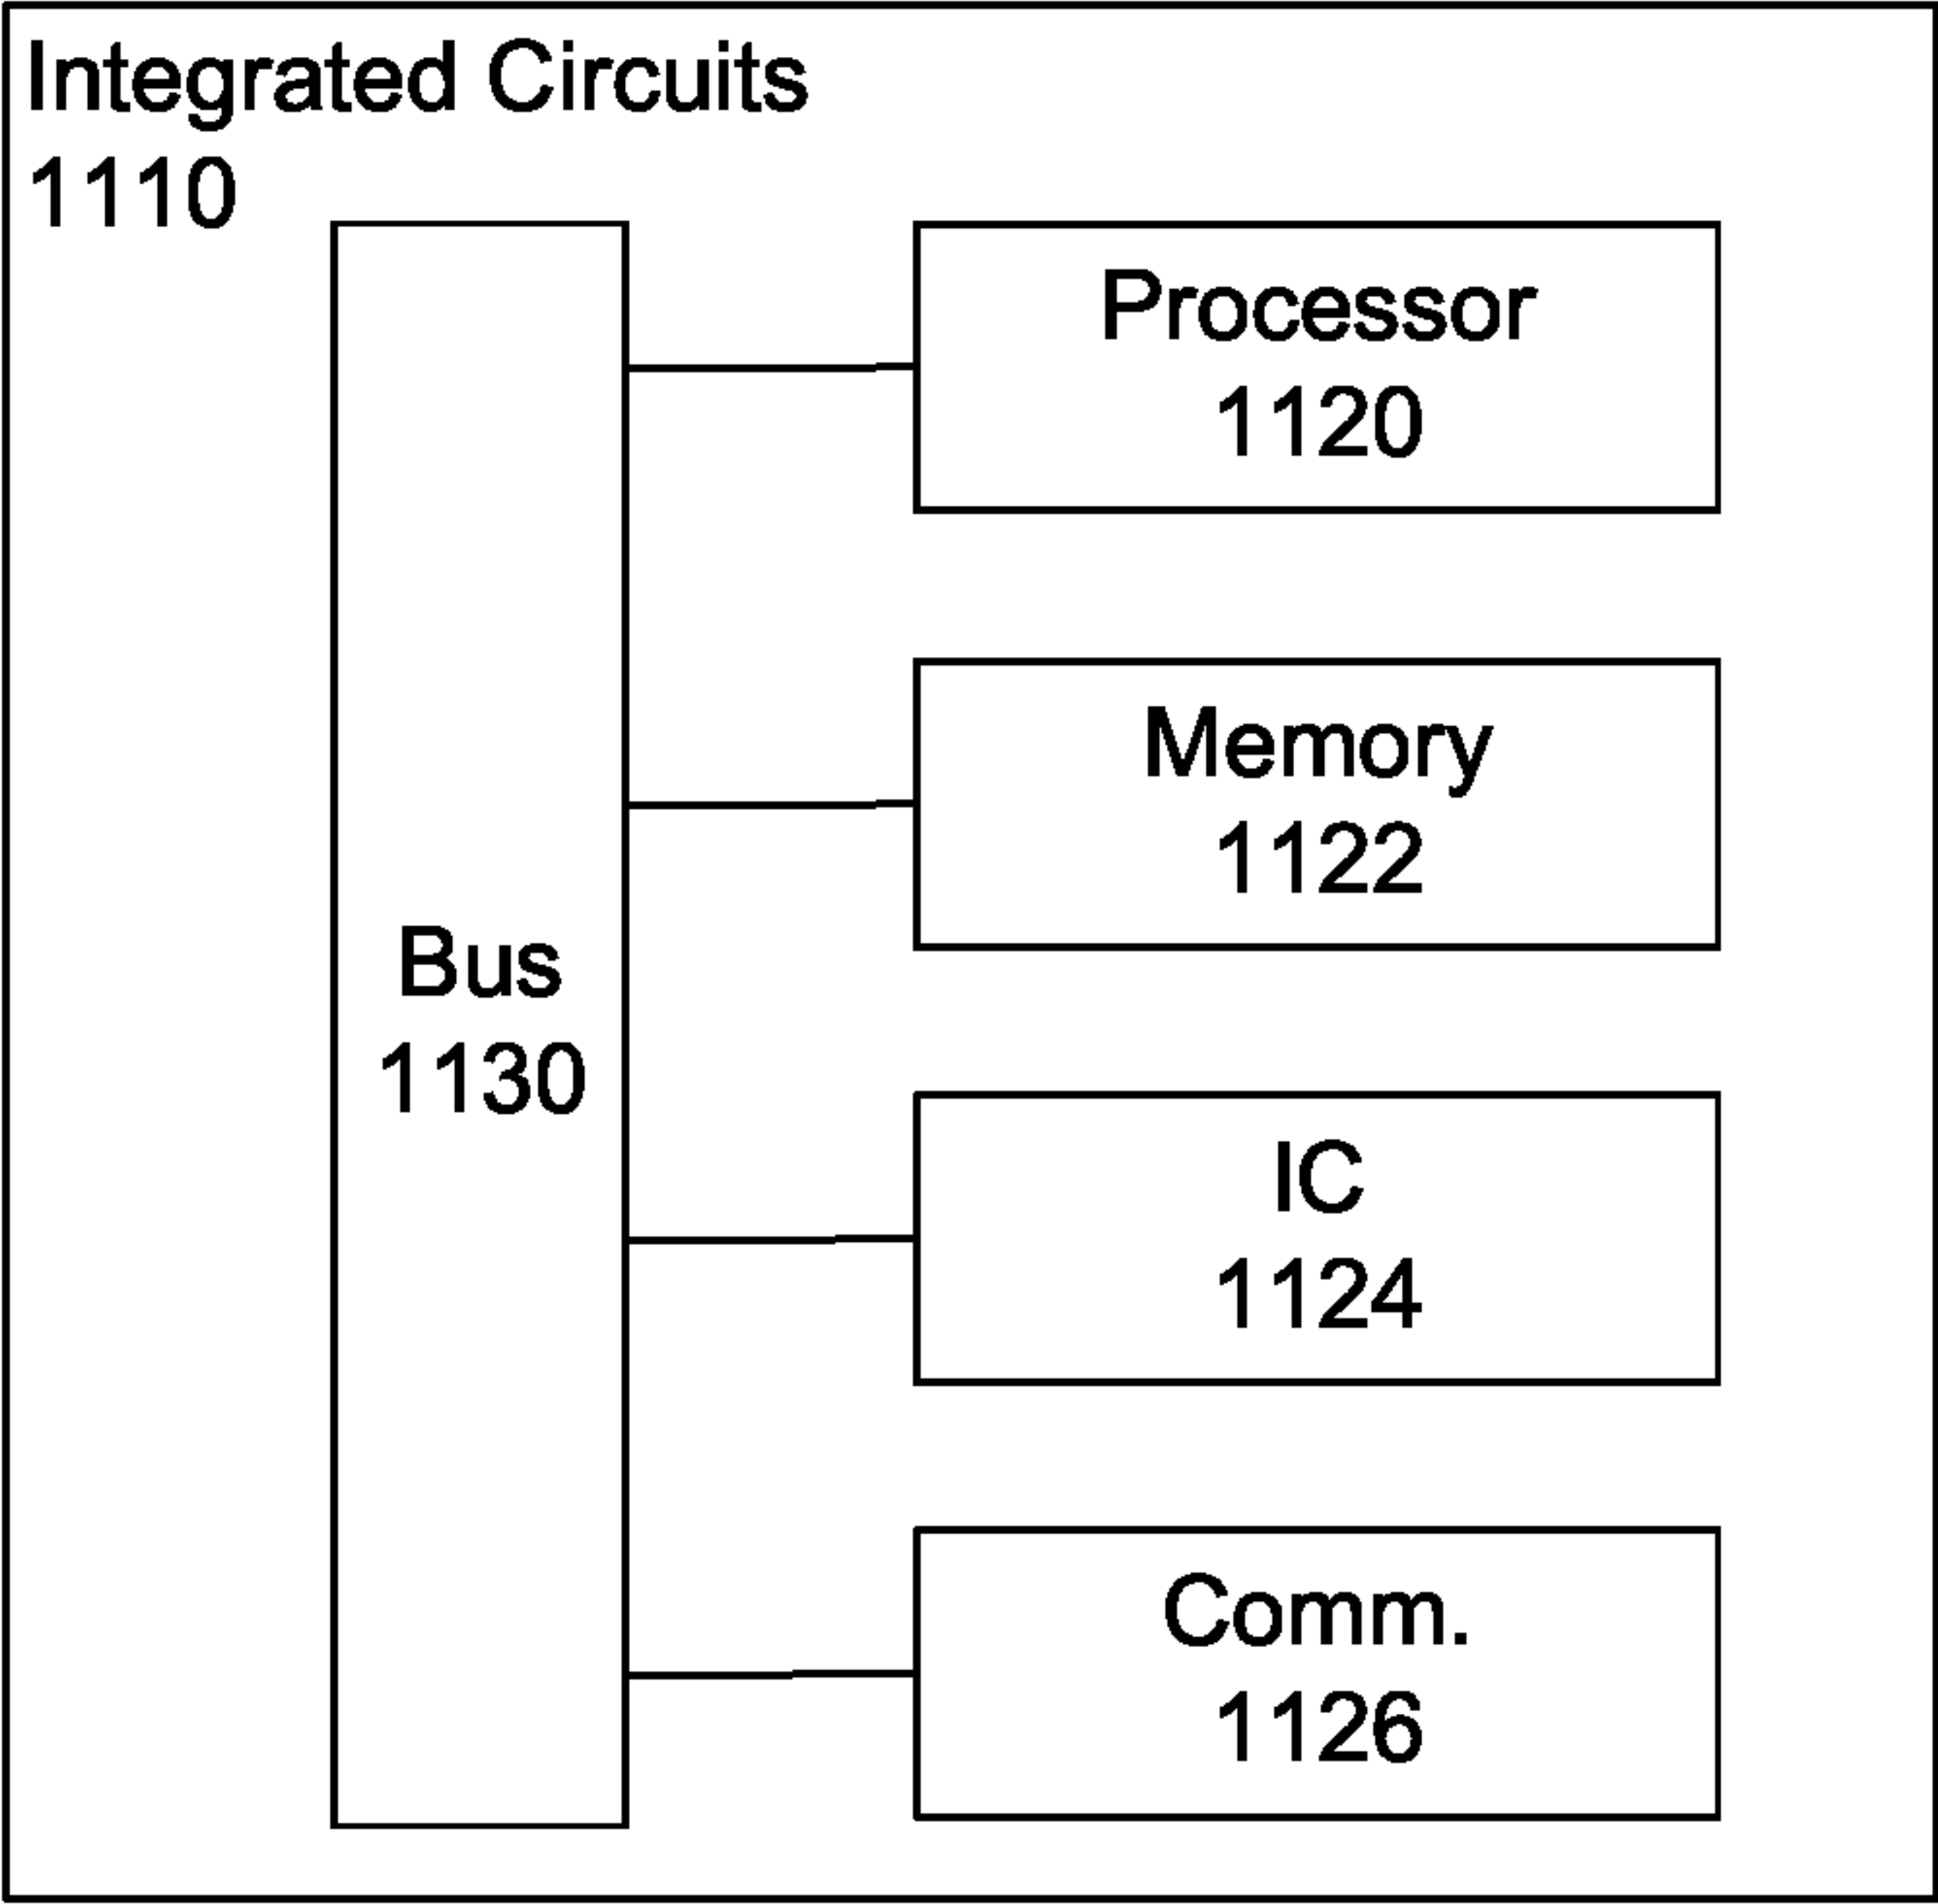 Integrated Circuits
1110
Processor
1120
Memory
1122
Bus
1130
IC
1124
Comm.
1126